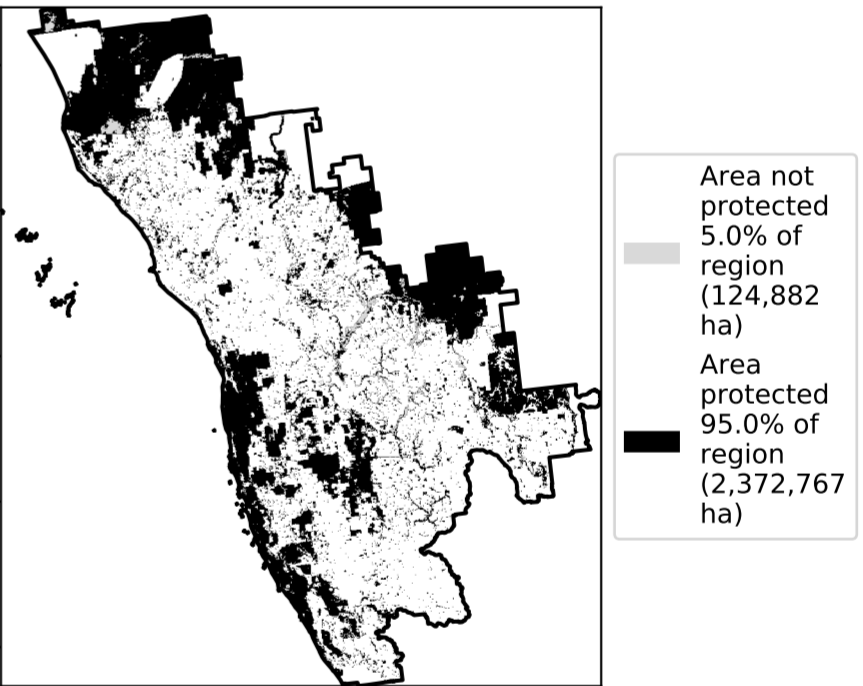 Area not
protected
5.0% of
region
(124,882
ha)
Area
protected
95.0% of
region
(2,372,767
ha)